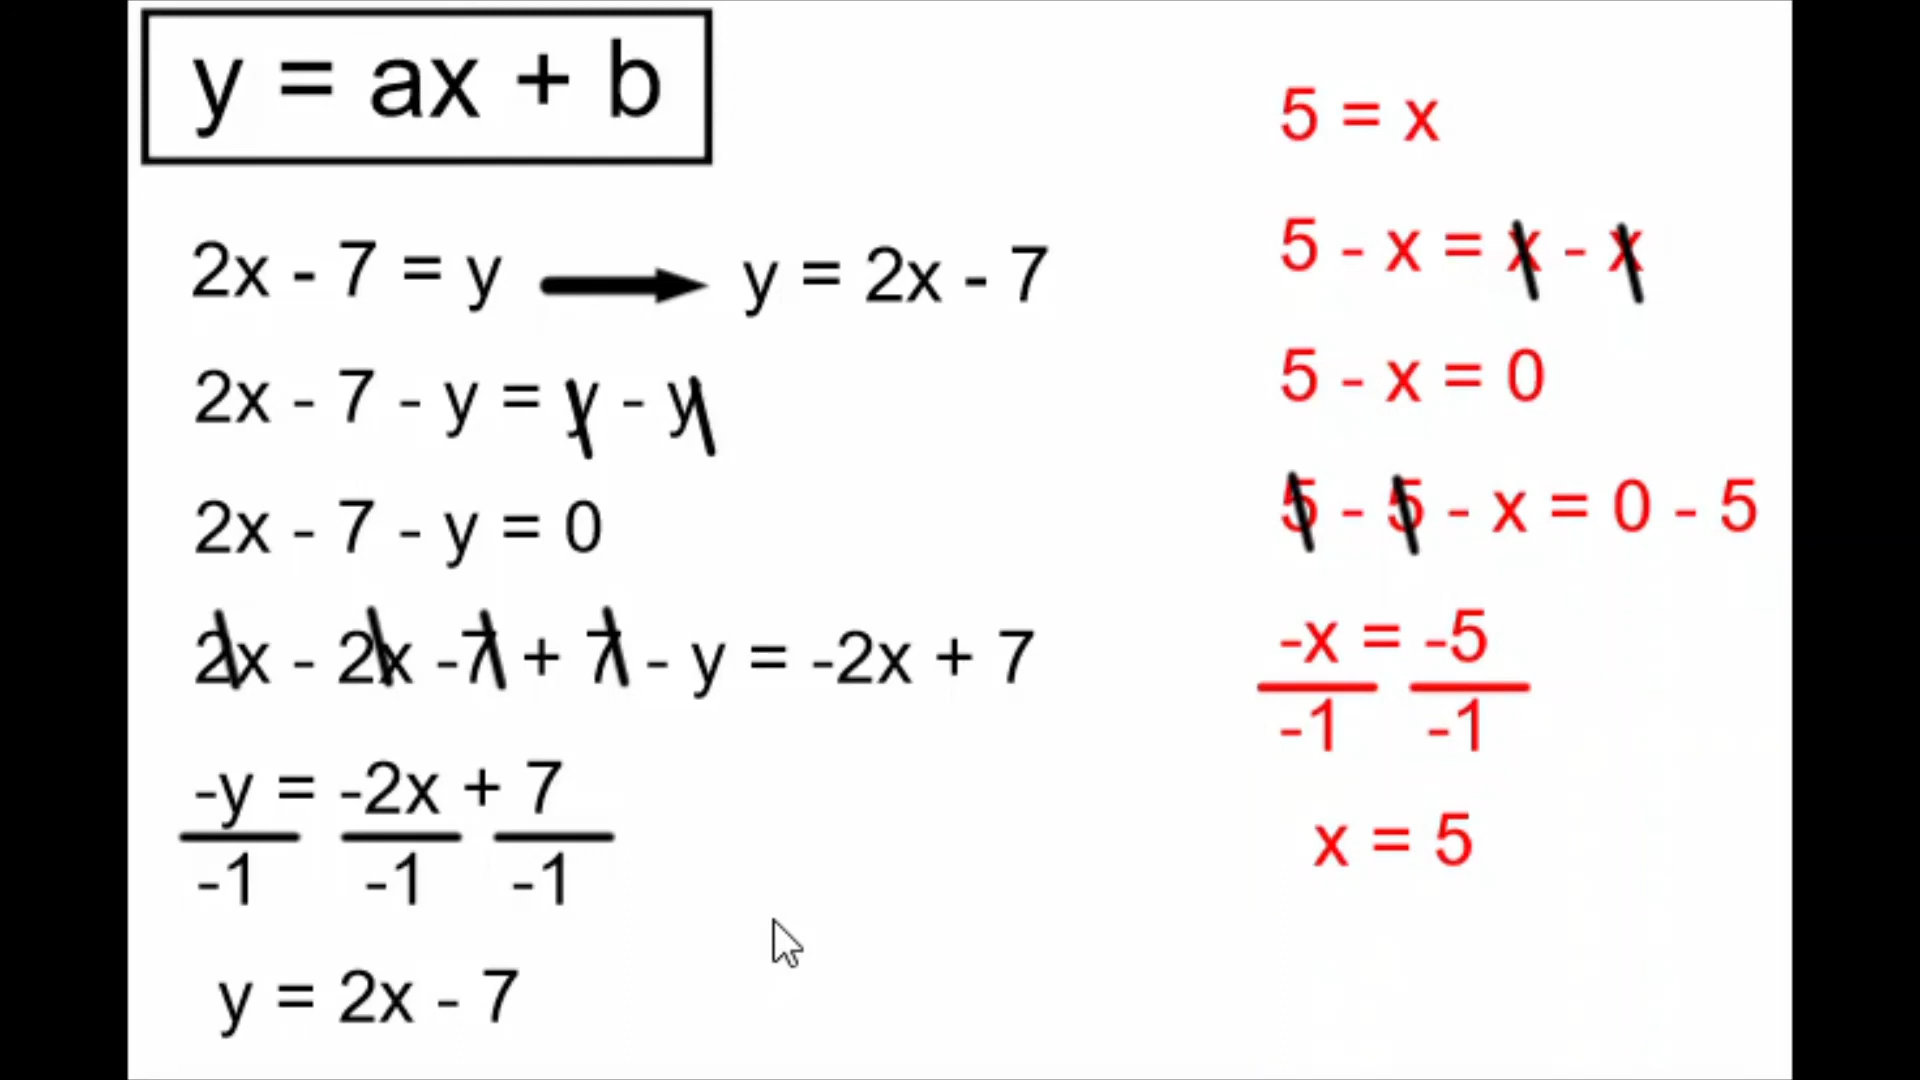 y = ax + b
2x - 7 = y
y = 2x - 7
2x - 7 - y = y - y
2x - 7 - y = 0
2x - 2x -7 + 7 - y = -2x + 7
-y = -2x + 7
-1 -1 -1
y = 2x - 7
5 = x
5 - x = x - x
5 - x = 0
5 - 5 - x = 0 - 5
-x = -5
-1 -1
x = 5